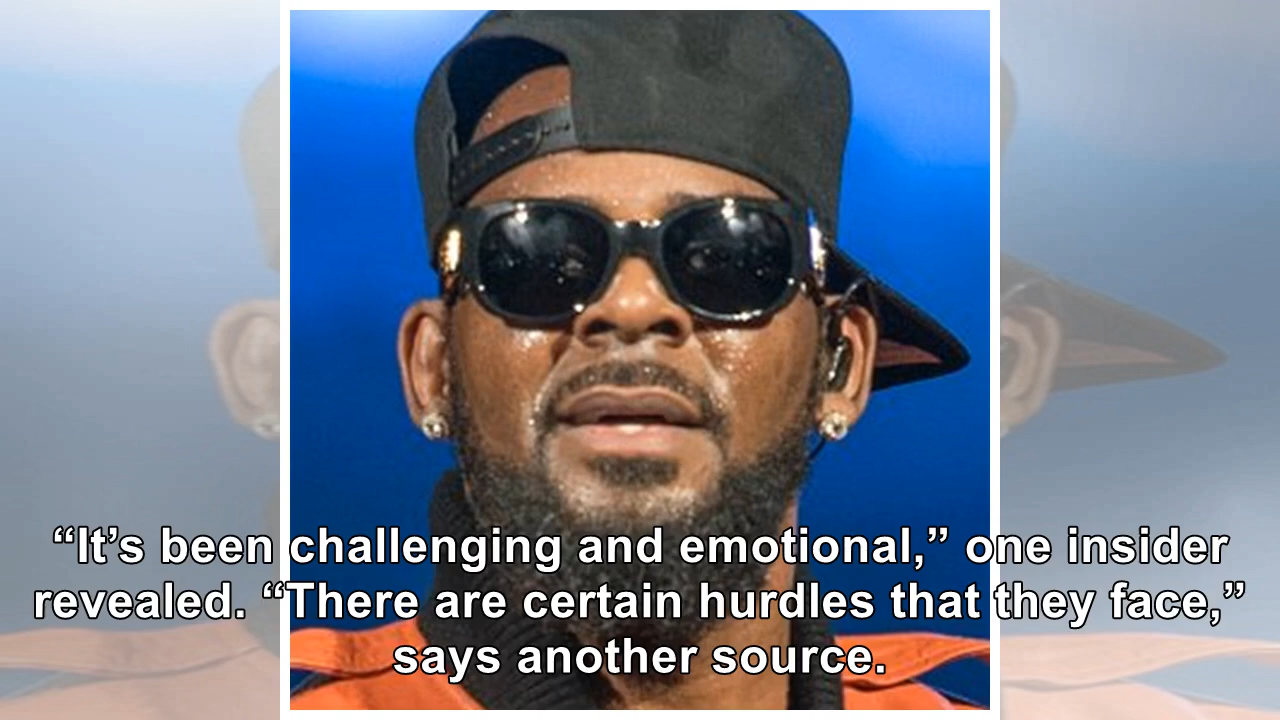 “It’s been challenging and emotional,” one insider
revealed. “There are certain hurdles that they face,”
says another source.